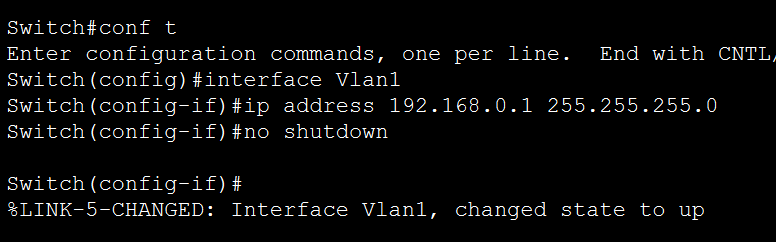 Switch#conf t
Enter configuration commands, one per line.  End with CNTL/
Switch(config)#interface Vlan1
Switch(config-if)#ip address 192.168.0.1 255.255.255.0
Switch(config-if)#no shutdown
Switch(config-if)#
%LINK-5-CHANGED: Interface Vlan1, changed state to up